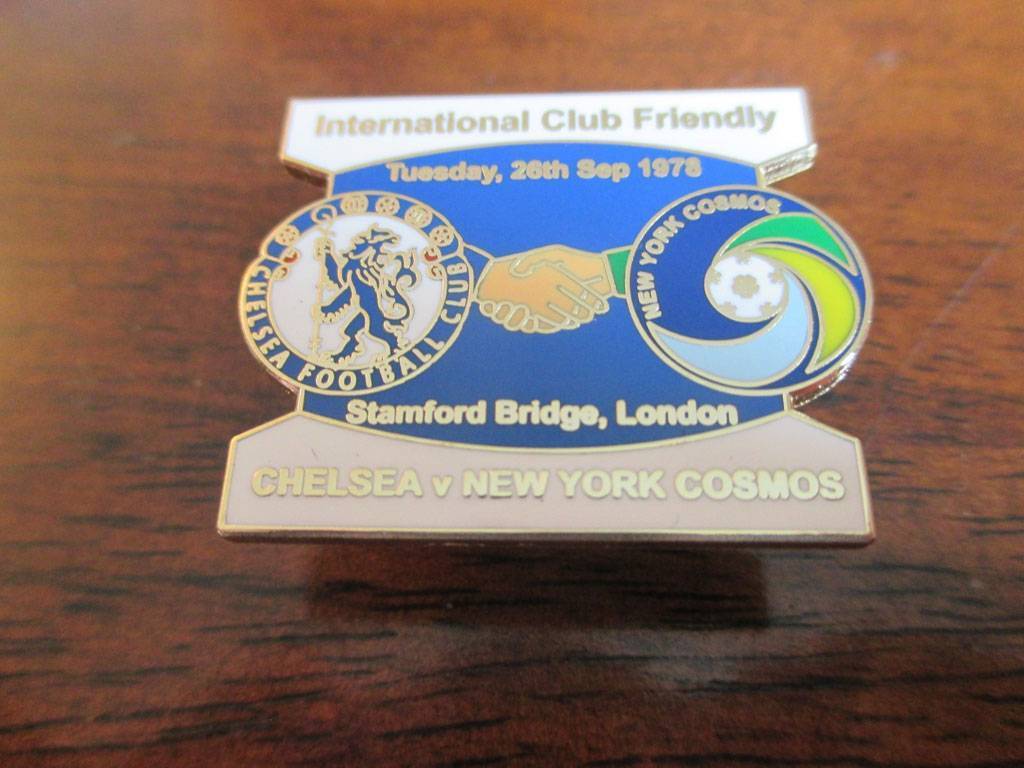 International Club Friendly
Tuesday, 26th Sep 1978
CHELSEA FOOTBALL CLUB
NEW YORK COSMOS
Stamford Bridge, London
CHELSEA v NEW YORK COSMOS